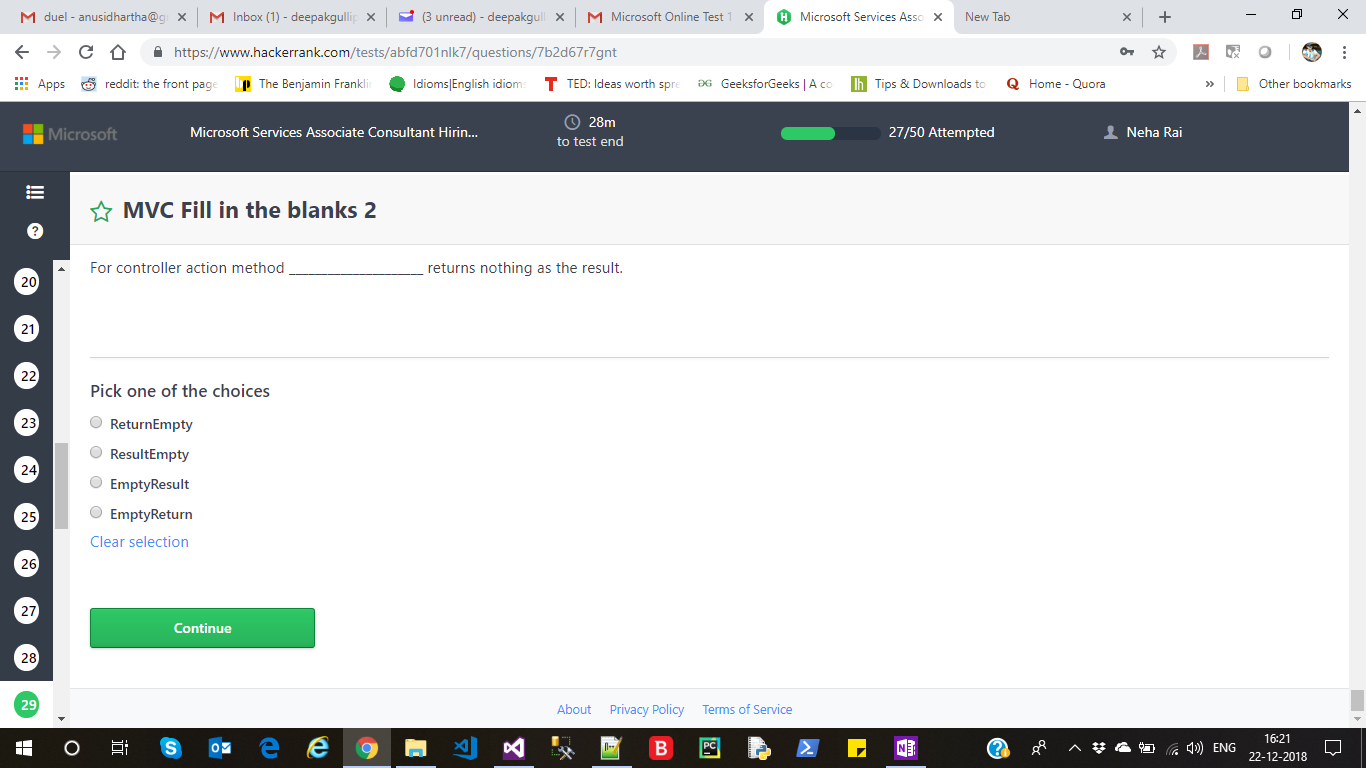 duel - anusidhartha@g
Inbox (1) - deepakgullip
(3 unread) - deepakgull
Microsoft Online Test 1
Microsoft Services Asso
New Tab
https://www.hackerrank.com/tests/abfd701nlk7/questions/7b2d67r7gnt
Apps
reddit: the front page
The Benjamin Franklin
Idioms|English idiom
TED: Ideas worth spre
GeeksforGeeks | A co
Tips & Downloads to
Home - Quora
»
Other bookmarks
Microsoft
Microsoft Services Associate Consultant Hirin...
28m
to test end
27/50 Attempted
Neha Rai
?
MVC Fill in the blanks 2
20
For controller action method ____________________ returns nothing as the result.
21
22
Pick one of the choices
23
ReturnEmpty
ResultEmpty
24
EmptyResult
25
EmptyReturn
Clear selection
26
27
Continue
28
29
About
Privacy Policy
Terms of Service
ENG
16:21
22-12-2018